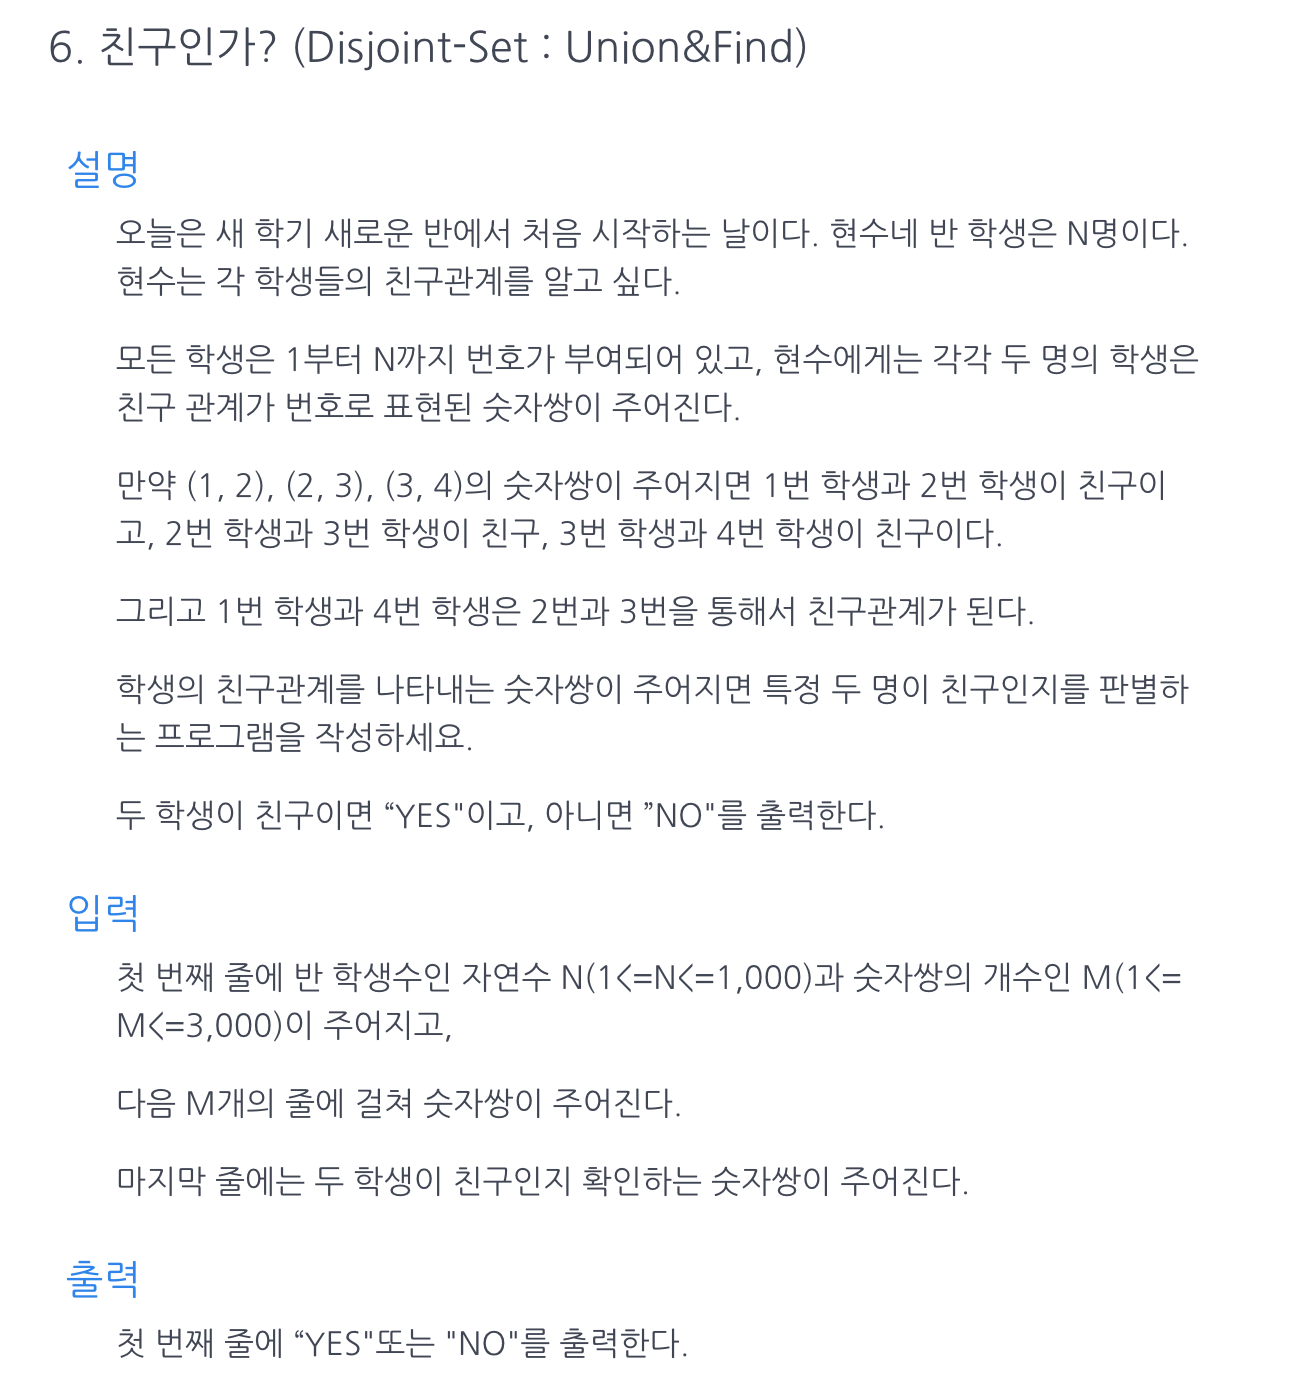 6. 친구인가? (Disjoint-Set : Union&Find)
설명
오늘은 새 학기 새로운 반에서 처음 시작하는 날이다. 현수네 반 학생은 N명이다.
현수는 각 학생들의 친구관계를 알고 싶다.
모든 학생은 1부터 N까지 번호가 부여되어 있고, 현수에게는 각각 두 명의 학생은
친구 관계가 번호로 표현된 숫자쌍이 주어진다.
만약 (1, 2), (2, 3), (3, 4)의 숫자쌍이 주어지면 1번 학생과 2번 학생이 친구이
고, 2번 학생과 3번 학생이 친구, 3번 학생과 4번 학생이 친구이다.
그리고 1번 학생과 4번 학생은 2번과 3번을 통해서 친구관계가 된다.
학생의 친구관계를 나타내는 숫자쌍이 주어지면 특정 두 명이 친구인지를 판별하
는 프로그램을 작성하세요.
두 학생이 친구이면 “YES"이고, 아니면 ”NO"를 출력한다.
입력
첫 번째 줄에 반 학생수인 자연수 N(1<=N<=1,000)과 숫자쌍의 개수인 M(1<=
M<=3,000)이 주어지고,
다음 M개의 줄에 걸쳐 숫자쌍이 주어진다.
마지막 줄에는 두 학생이 친구인지 확인하는 숫자쌍이 주어진다.
출력
첫 번째 줄에 “YES"또는 "NO"를 출력한다.